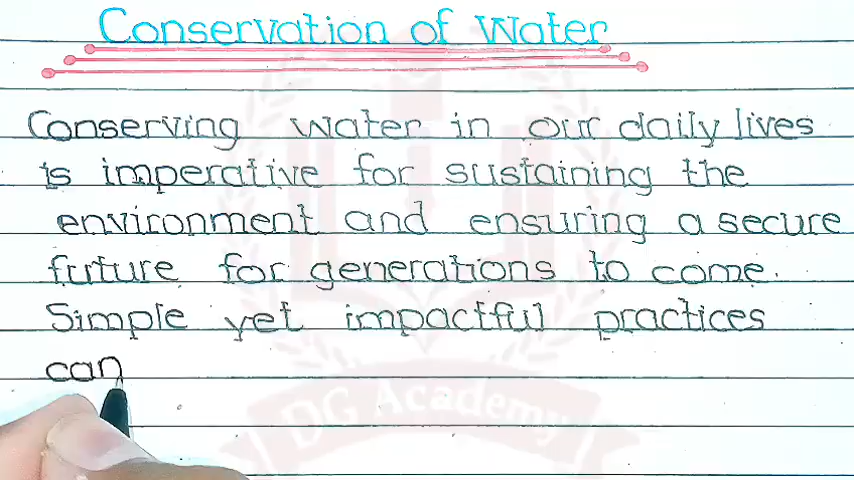 Conservation of Water
Conserving water in our daily lives
is imperative for sustaining the
environment and ensuring a secure
future for generations to come.
Simple yet impactful practices
can
DG Academy